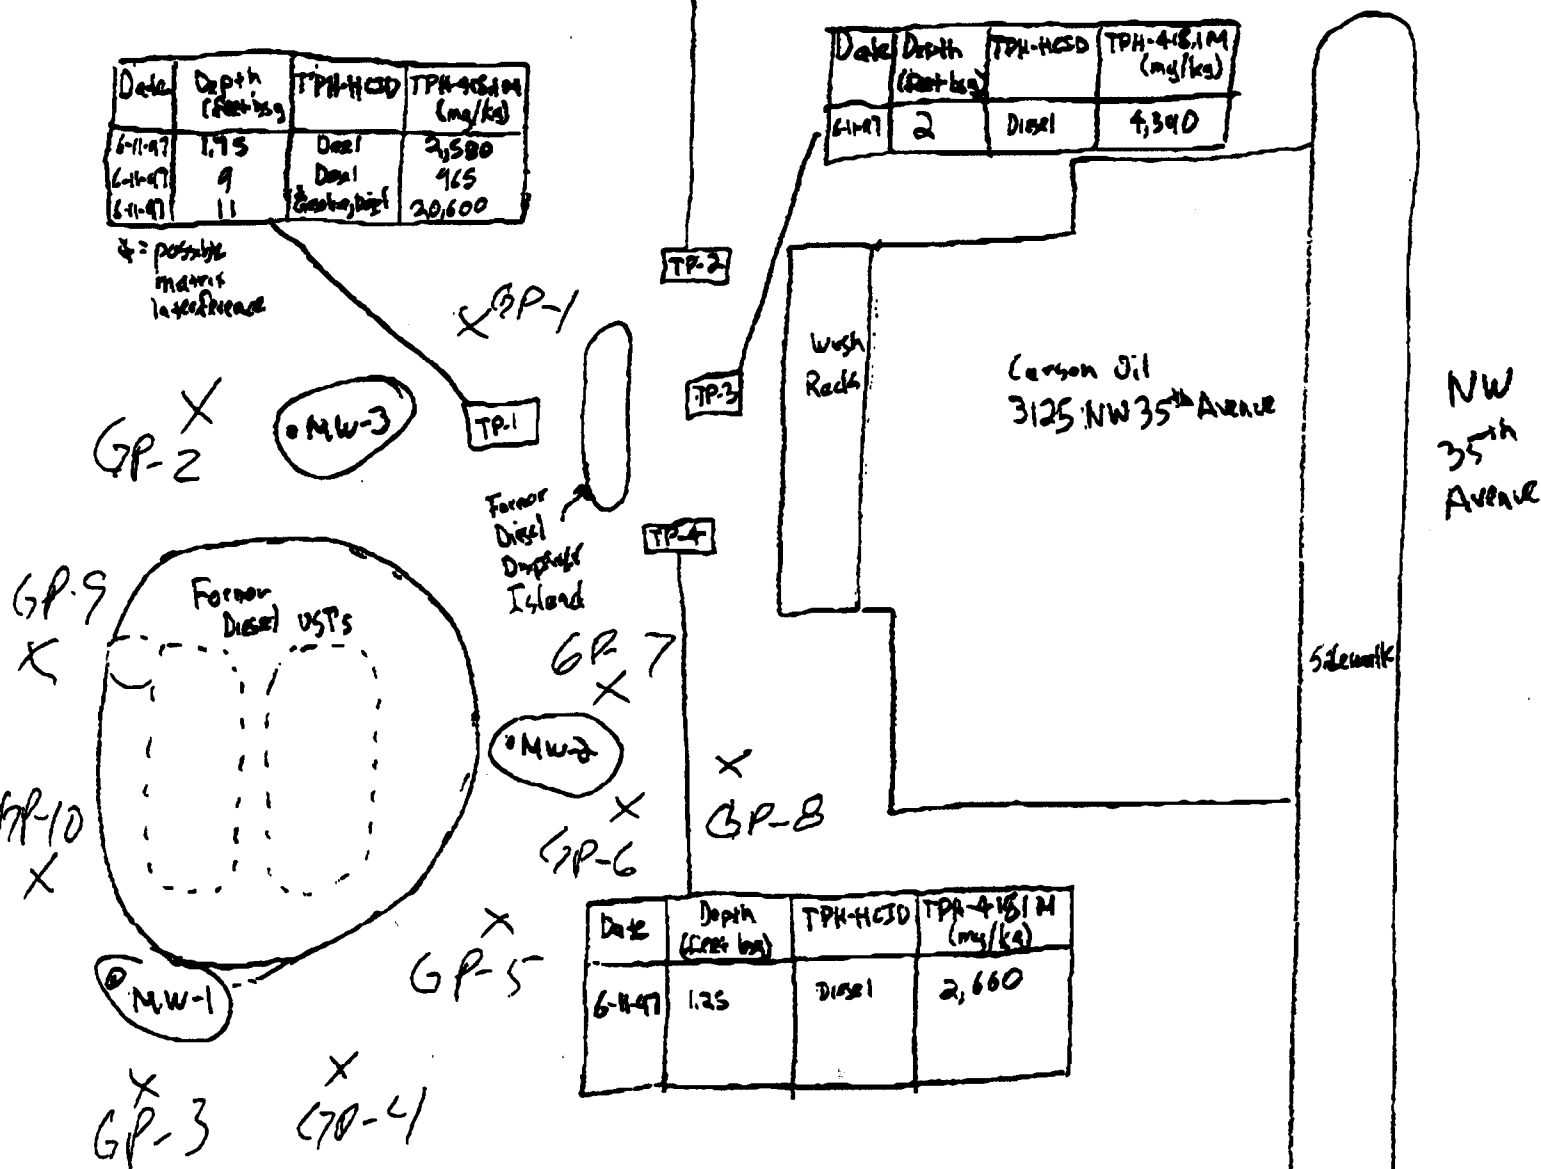 Date Depth TPH-HCID TPH-418.1M
(feet bsg) (mg/kg)
6-11-97 1.75 Diesel 2,580
6-11-97 9 Diesel 965
6-11-97 11 *Gasoline, Diesel 20,600
* = possible
matrix
interference
Date Depth TPH-HCID TPH-418.1M
(feet bsg) (mg/kg)
6-11-97 2 Diesel 4,390
TP-2
GP-1
TP-3
TP-1
MW-3
GP-2
Wash
Rack
Carson Oil
3125 NW 35th Avenue
NW
35th
Avenue
Former
Diesel
Dispenser
Island
TP-4
GP-9
Former
Diesel USTs
GP-7
Sidewalk
MW-2
GP-10
GP-8
GP-6
GP-5
MW-1
Date Depth TPH-HCID TPH-418.1M
(feet bsg) (mg/kg)
6-11-97 1.25 Diesel 2,660
GP-3
GP-4